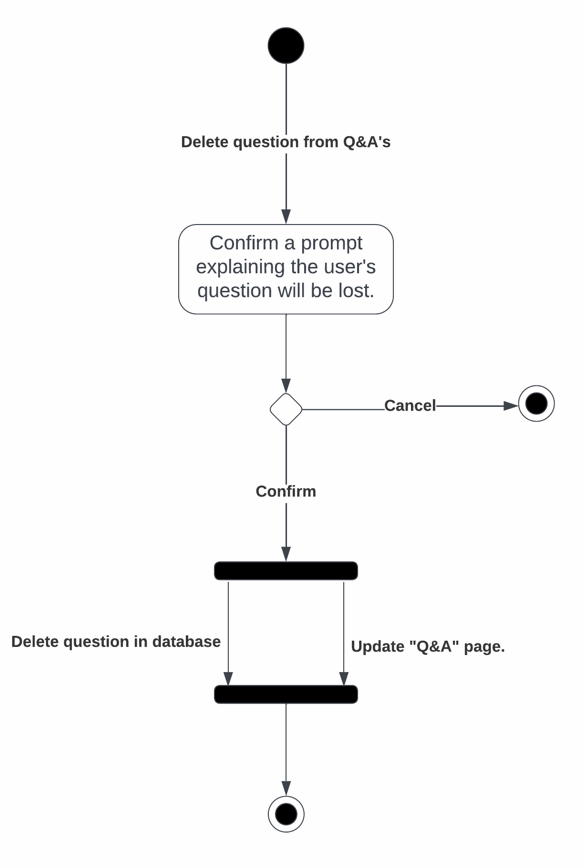 Delete question from Q&A's
Confirm a prompt
explaining the user's
question will be lost.
Cancel
Confirm
Delete question in database
Update "Q&A" page.